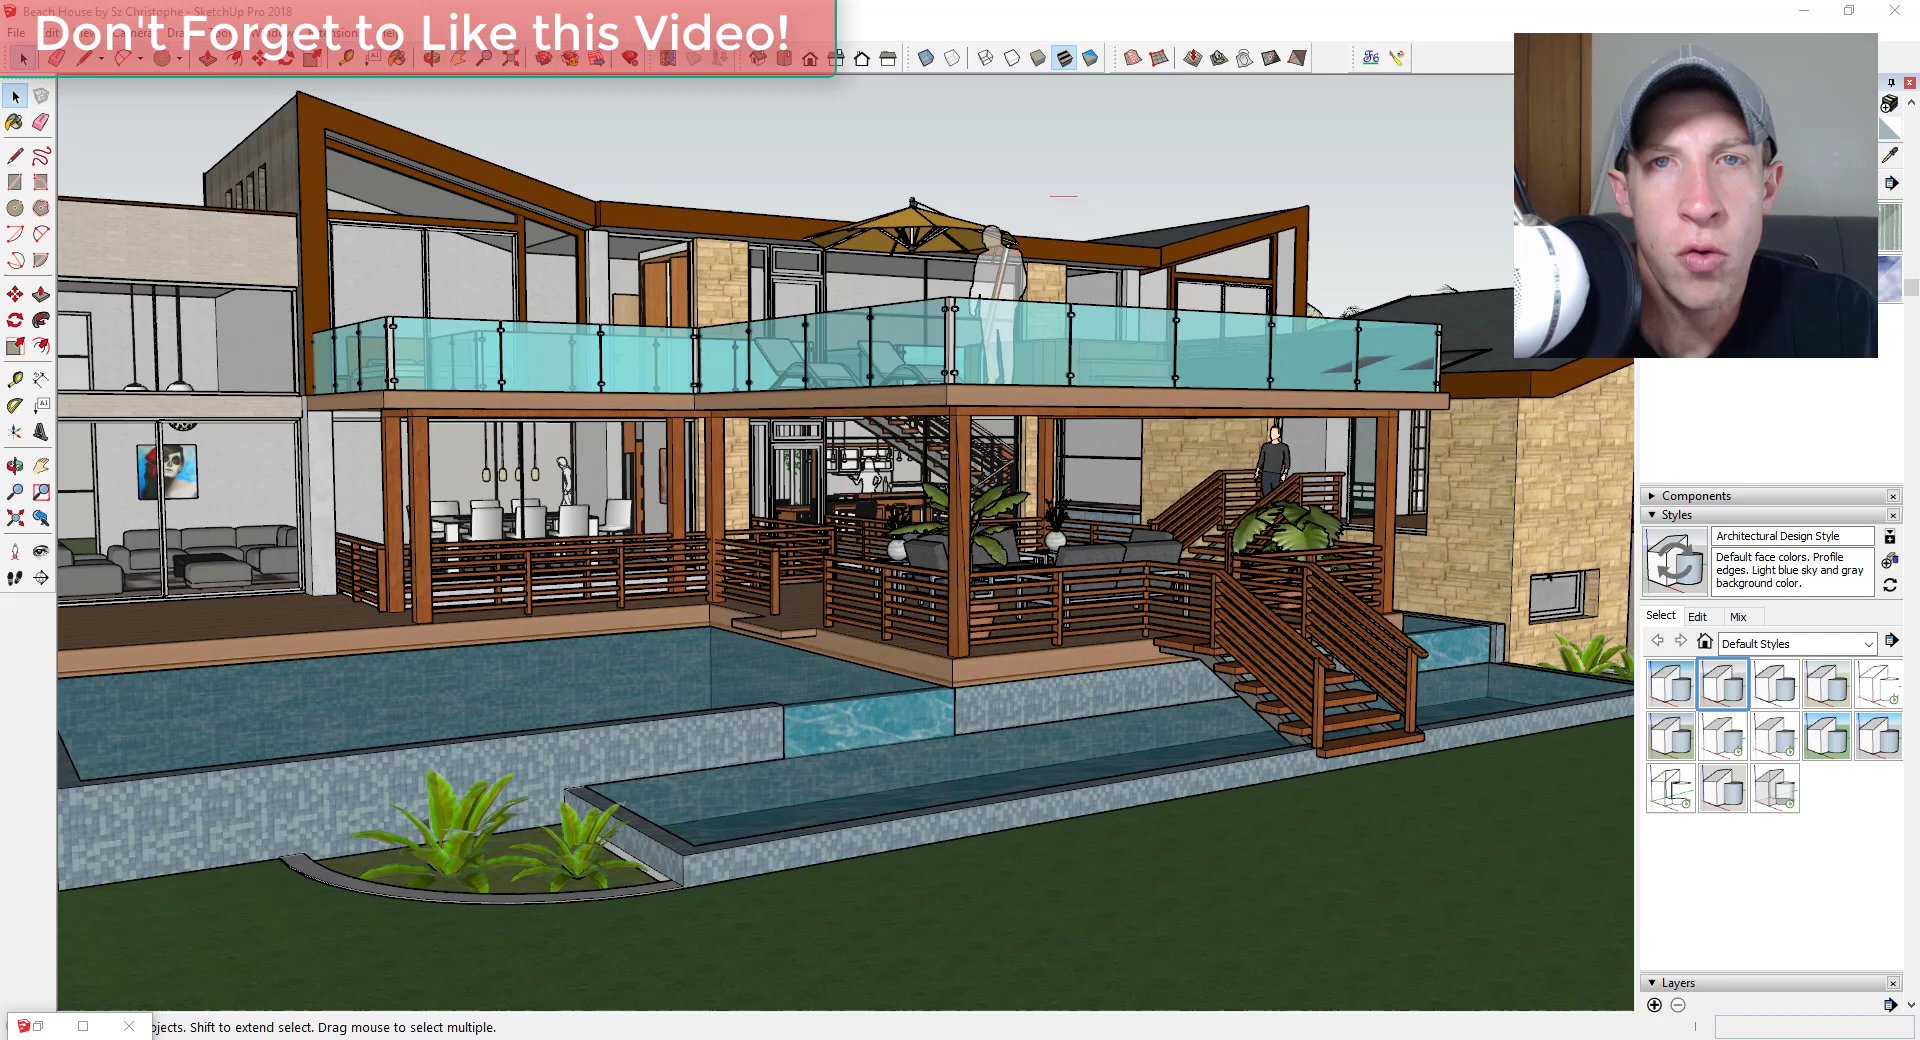 Beach House by Sz Christophe - SketchUp Pro 2018
File
Don't Forget to Like this Video!
Components
Styles
Architectural Design Style
Default face colors. Profile
edges. Light blue sky and gray
background color.
Select Edit Mix
Default Styles
Layers
bjects. Shift to extend select. Drag mouse to select multiple.